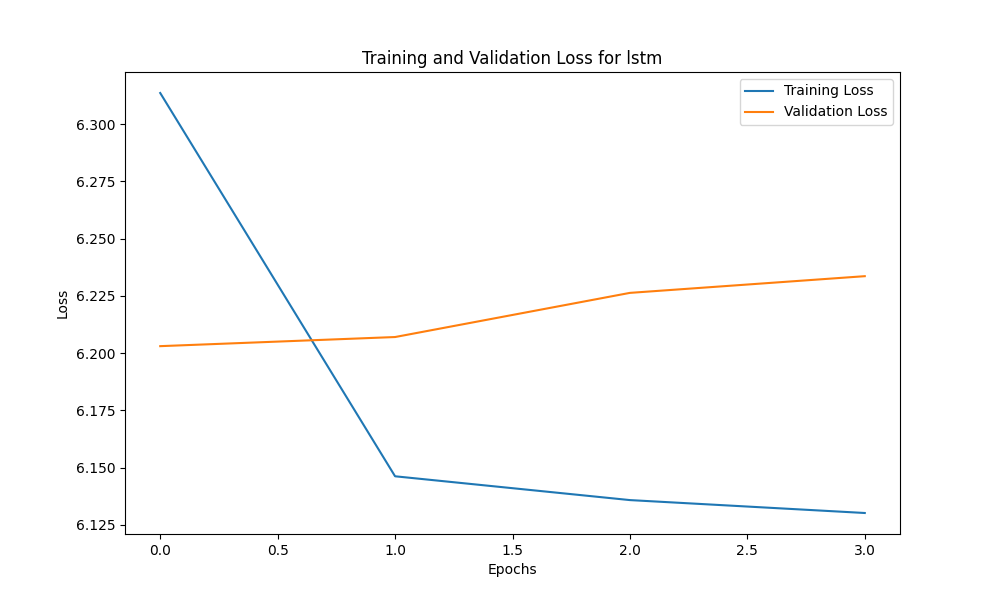 Training and Validation Loss for lstm
Training Loss
Validation Loss
6.300
6.275
6.250
6.225
6.200
6.175
6.150
6.125
Loss
0.0 0.5 1.0 1.5 2.0 2.5 3.0
Epochs